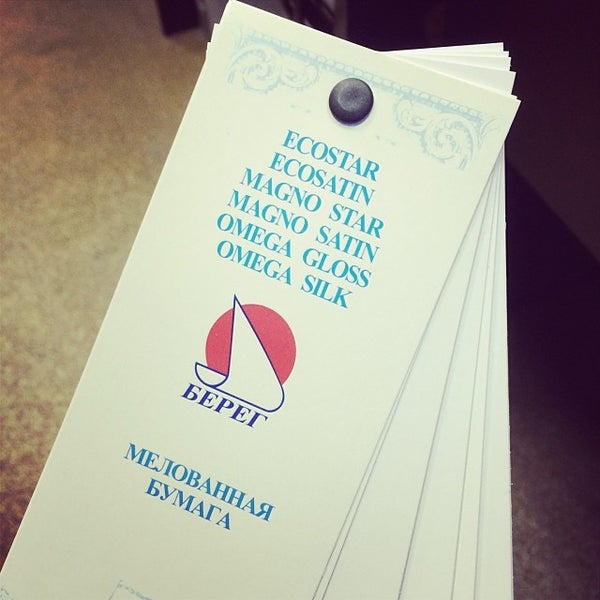 ECOSTAR
ECOSATIN
MAGNO STAR
MAGNO SATIN
OMEGA GLOSS
OMEGA SILK
БЕРЕГ
МЕЛОВАННАЯ
БУМАГА